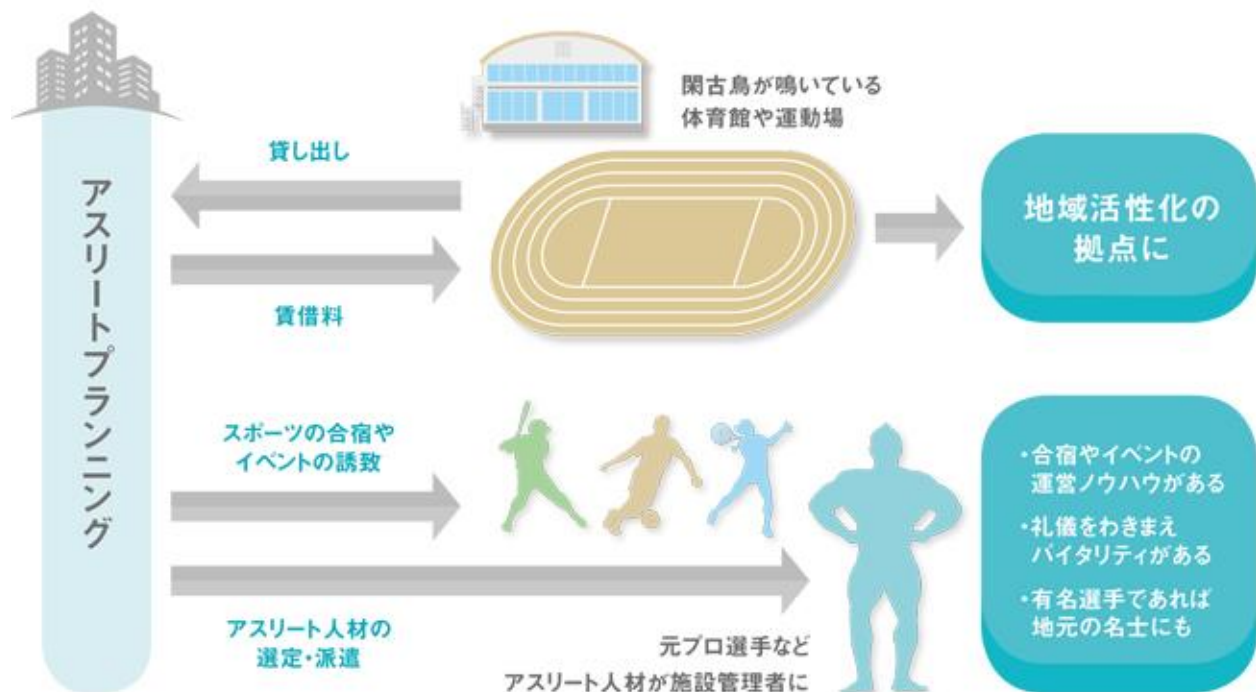 アスリートプランニング
閑古鳥が鳴いている
体育館や運動場
貸し出し
賃借料
地域活性化の
拠点に
スポーツの合宿や
イベントの誘致
アスリート人材の
選定・派遣
元プロ選手など
アスリート人材が施設管理者に
・合宿やイベントの
運営ノウハウがある
・礼儀をわきまえ
バイタリティがある
・有名選手であれば
地元の名士にも